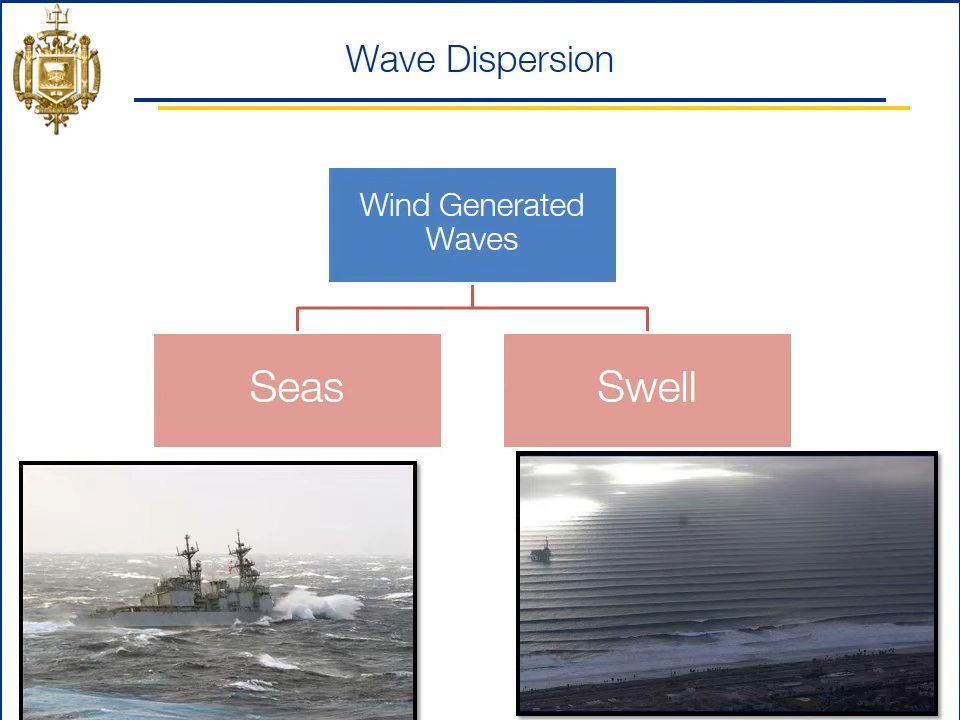 Wave Dispersion
Wind Generated
Waves
Seas
Swell